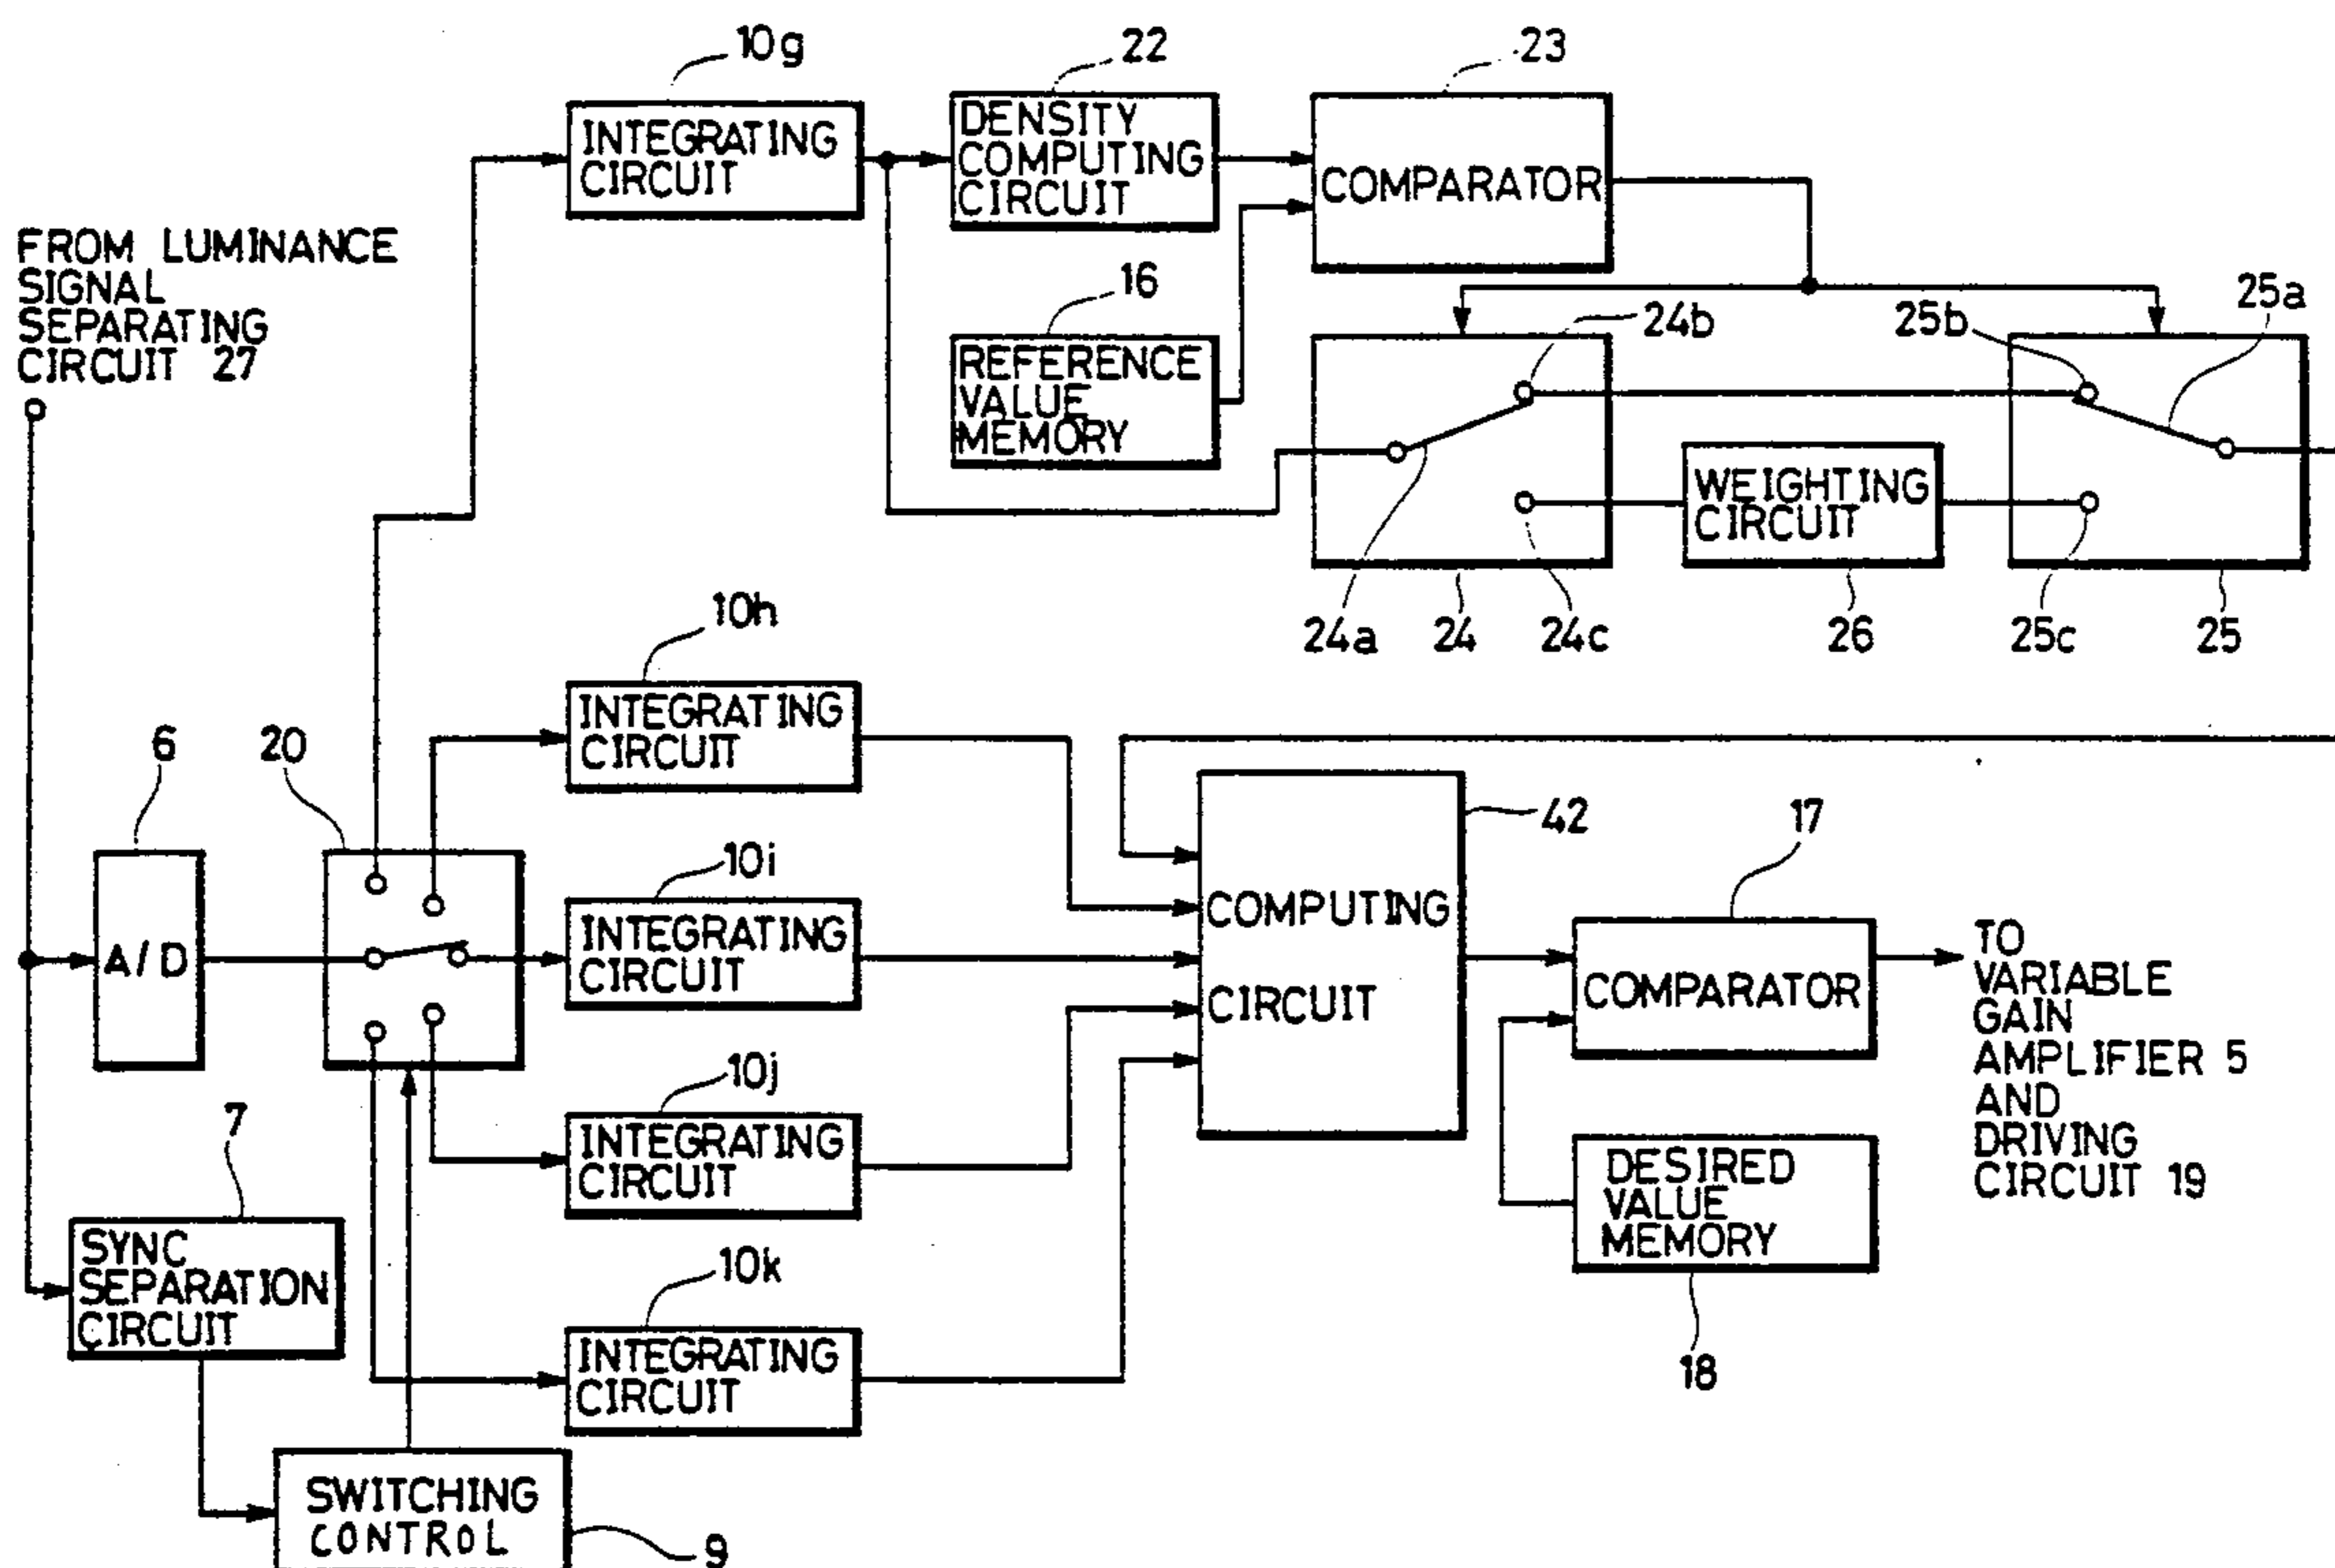 10g
22
23
INTEGRATING
CIRCUIT
DENSITY
COMPUTING
CIRCUIT
COMPARATOR
FROM LUMINANCE
SIGNAL
SEPARATING
CIRCUIT 27
16
REFERENCE
VALUE
MEMORY
24b
25b
25a
WEIGHTING
CIRCUIT
24a
24
24c
26
25c
25
10h
INTEGRATING
CIRCUIT
6
20
A/D
10i
INTEGRATING
CIRCUIT
COMPUTING
CIRCUIT
42
17
COMPARATOR
TO
VARIABLE
GAIN
AMPLIFIER 5
AND
DRIVING
CIRCUIT 19
10j
INTEGRATING
CIRCUIT
DESIRED
VALUE
MEMORY
18
7
SYNC
SEPARATION
CIRCUIT
10k
INTEGRATING
CIRCUIT
SWITCHING
CONTROL
9